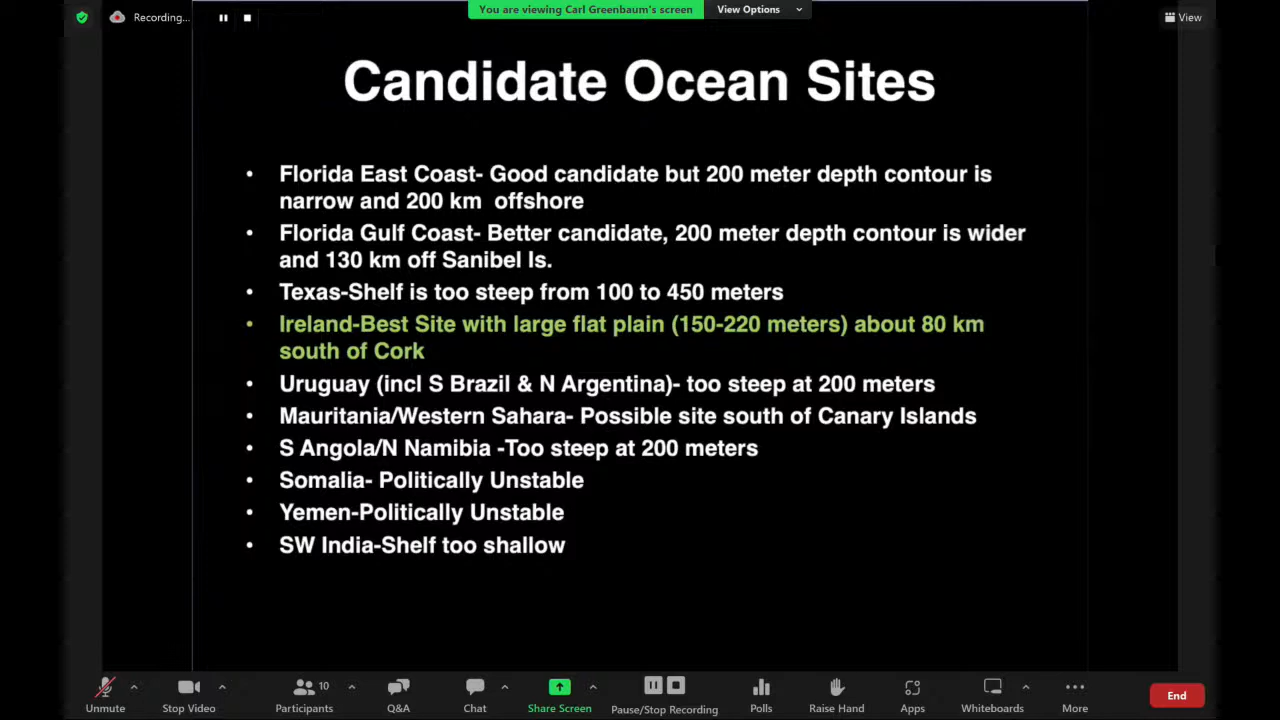 You are viewing Carl Greenbaum's screen
View Options
Recording...
View
Candidate Ocean Sites
• Florida East Coast- Good candidate but 200 meter depth contour is
narrow and 200 km  offshore
• Florida Gulf Coast- Better candidate, 200 meter depth contour is wider
and 130 km off Sanibel Is.
• Texas-Shelf is too steep from 100 to 450 meters
• Ireland-Best Site with large flat plain (150-220 meters) about 80 km
south of Cork
• Uruguay (incl S Brazil & N Argentina)- too steep at 200 meters
• Mauritania/Western Sahara- Possible site south of Canary Islands
• S Angola/N Namibia -Too steep at 200 meters
• Somalia- Politically Unstable
• Yemen-Politically Unstable
• SW India-Shelf too shallow
10
Unmute
Stop Video
Participants
Q&A
Chat
Share Screen
Pause/Stop Recording
Polls
Raise Hand
Apps
Whiteboards
More
End